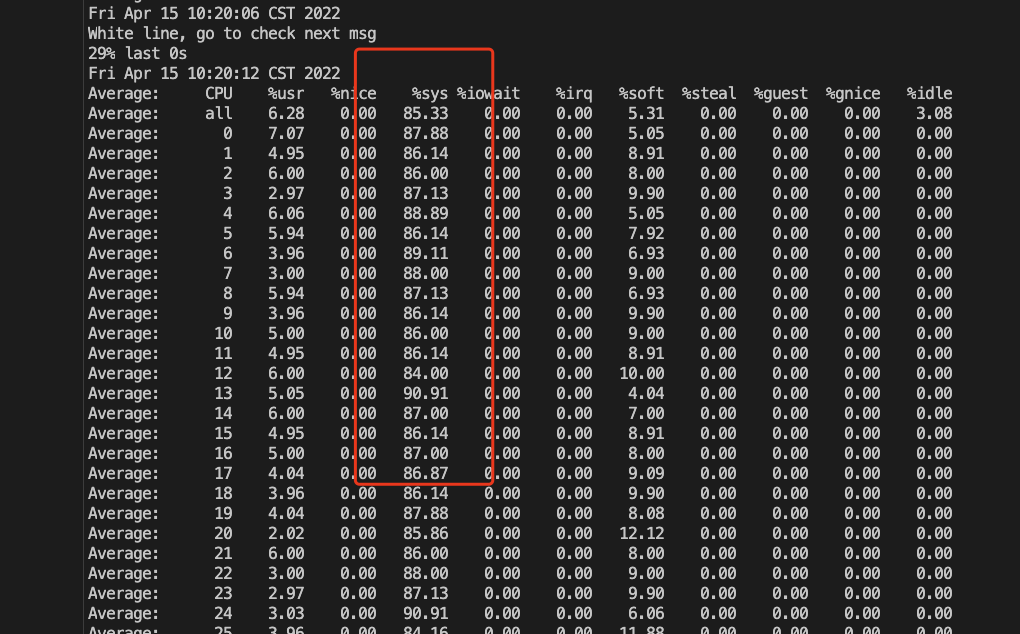 Fri Apr 15 10:20:06 CST 2022
White line, go to check next msg
29% last 0s
Fri Apr 15 10:20:12 CST 2022
Average: CPU %usr %nice %sys %iowait %irq %soft %steal %guest %gnice %idle
Average: all 6.28 0.00 85.33 0.00 0.00 5.31 0.00 0.00 0.00 3.08
Average: 0 7.07 0.00 87.88 0.00 0.00 5.05 0.00 0.00 0.00 0.00
Average: 1 4.95 0.00 86.14 0.00 0.00 8.91 0.00 0.00 0.00 0.00
Average: 2 6.00 0.00 86.00 0.00 0.00 8.00 0.00 0.00 0.00 0.00
Average: 3 2.97 0.00 87.13 0.00 0.00 9.90 0.00 0.00 0.00 0.00
Average: 4 6.06 0.00 88.89 0.00 0.00 5.05 0.00 0.00 0.00 0.00
Average: 5 5.94 0.00 86.14 0.00 0.00 7.92 0.00 0.00 0.00 0.00
Average: 6 3.96 0.00 89.11 0.00 0.00 6.93 0.00 0.00 0.00 0.00
Average: 7 3.00 0.00 88.00 0.00 0.00 9.00 0.00 0.00 0.00 0.00
Average: 8 5.94 0.00 87.13 0.00 0.00 6.93 0.00 0.00 0.00 0.00
Average: 9 3.96 0.00 86.14 0.00 0.00 9.90 0.00 0.00 0.00 0.00
Average: 10 5.00 0.00 86.00 0.00 0.00 9.00 0.00 0.00 0.00 0.00
Average: 11 4.95 0.00 86.14 0.00 0.00 8.91 0.00 0.00 0.00 0.00
Average: 12 6.00 0.00 84.00 0.00 0.00 10.00 0.00 0.00 0.00 0.00
Average: 13 5.05 0.00 90.91 0.00 0.00 4.04 0.00 0.00 0.00 0.00
Average: 14 6.00 0.00 87.00 0.00 0.00 7.00 0.00 0.00 0.00 0.00
Average: 15 4.95 0.00 86.14 0.00 0.00 8.91 0.00 0.00 0.00 0.00
Average: 16 5.00 0.00 87.00 0.00 0.00 8.00 0.00 0.00 0.00 0.00
Average: 17 4.04 0.00 86.87 0.00 0.00 9.09 0.00 0.00 0.00 0.00
Average: 18 3.96 0.00 86.14 0.00 0.00 9.90 0.00 0.00 0.00 0.00
Average: 19 4.04 0.00 87.88 0.00 0.00 8.08 0.00 0.00 0.00 0.00
Average: 20 2.02 0.00 85.86 0.00 0.00 12.12 0.00 0.00 0.00 0.00
Average: 21 6.00 0.00 86.00 0.00 0.00 8.00 0.00 0.00 0.00 0.00
Average: 22 3.00 0.00 88.00 0.00 0.00 9.00 0.00 0.00 0.00 0.00
Average: 23 2.97 0.00 87.13 0.00 0.00 9.90 0.00 0.00 0.00 0.00
Average: 24 3.03 0.00 90.91 0.00 0.00 6.06 0.00 0.00 0.00 0.00
Average: 25 3.96 0.00 84.16 0.00 0.00 11.88 0.00 0.00 0.00 0.00